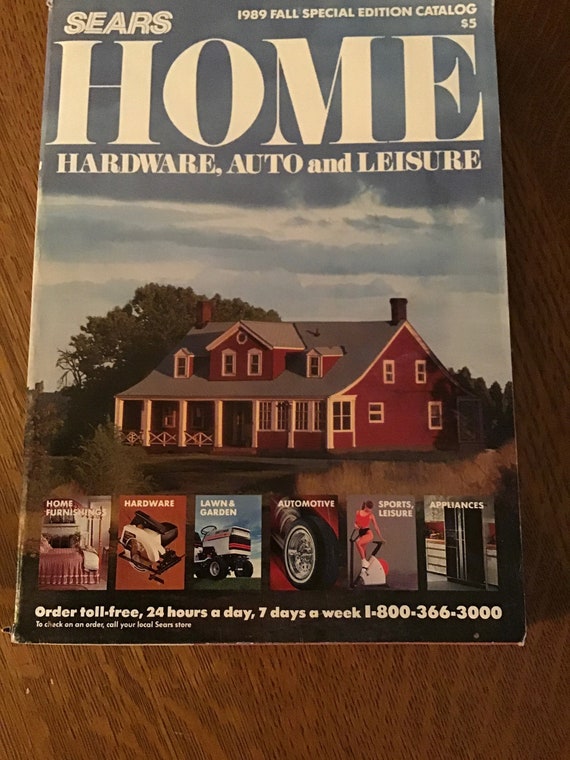 SEARS
1989 FALL SPECIAL EDITION CATALOG
$5
HOME
HARDWARE, AUTO and LEISURE
HOME FURNISHINGS
HARDWARE
LAWN & GARDEN
AUTOMOTIVE
SPORTS, LEISURE
APPLIANCES
Order toll-free, 24 hours a day, 7 days a week 1-800-366-3000
To check on an order, call your local Sears store